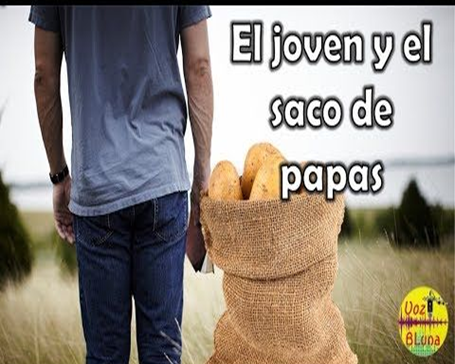 El joven y el
saco de
papas
Voz
BLuna